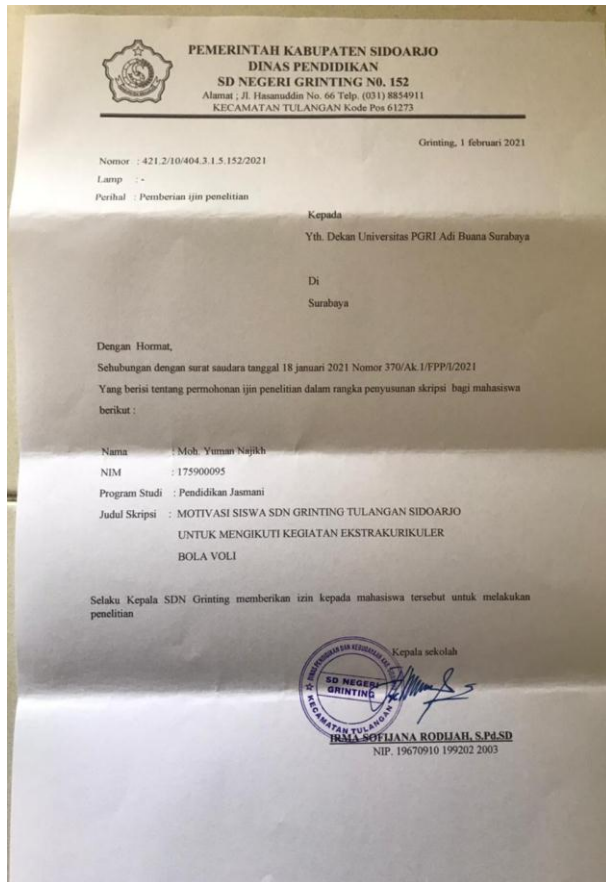 PEMERINTAH KABUPATEN SIDOARJO
DINAS PENDIDIKAN
SD NEGERI GRINTING N0. 152
Alamat ; Jl. Hasanuddin No. 66 Telp. (031) 8854911
KECAMATAN TULANGAN Kode Pos 61273
Grinting, 1 februari 2021
Nomor : 421.2/10/404.3.1.5.152/2021
Lamp : -
Perihal : Pemberian ijin penelitian
Kepada
Yth. Dekan Universitas PGRI Adi Buana Surabaya
Di
Surabaya
Dengan Hormat,
Sehubungan dengan surat saudara tanggal 18 januari 2021 Nomor 370/Ak.1/FPP/I/2021
Yang berisi tentang permohonan ijin penelitian dalam rangka penyusunan skripsi bagi mahasiswa
berikut :
Nama : Moh. Yuman Najikh
NIM : 175900095
Program Studi : Pendidikan Jasmani
Judul Skripsi : MOTIVASI SISWA SDN GRINTING TULANGAN SIDOARJO
UNTUK MENGIKUTI KEGIATAN EKSTRAKURIKULER
BOLA VOLI
Selaku Kepala SDN Grinting memberikan izin kepada mahasiswa tersebut untuk melakukan
penelitian
Kepala sekolah
DINAS PENDIDIKAN DAN KEBUDAYAAN KAB
SD NEGERI
GRINTING
KECAMATAN TULANGAN
IRMA SOFIJANA RODIJAH, S.Pd.SD
NIP. 19670910 199202 2003